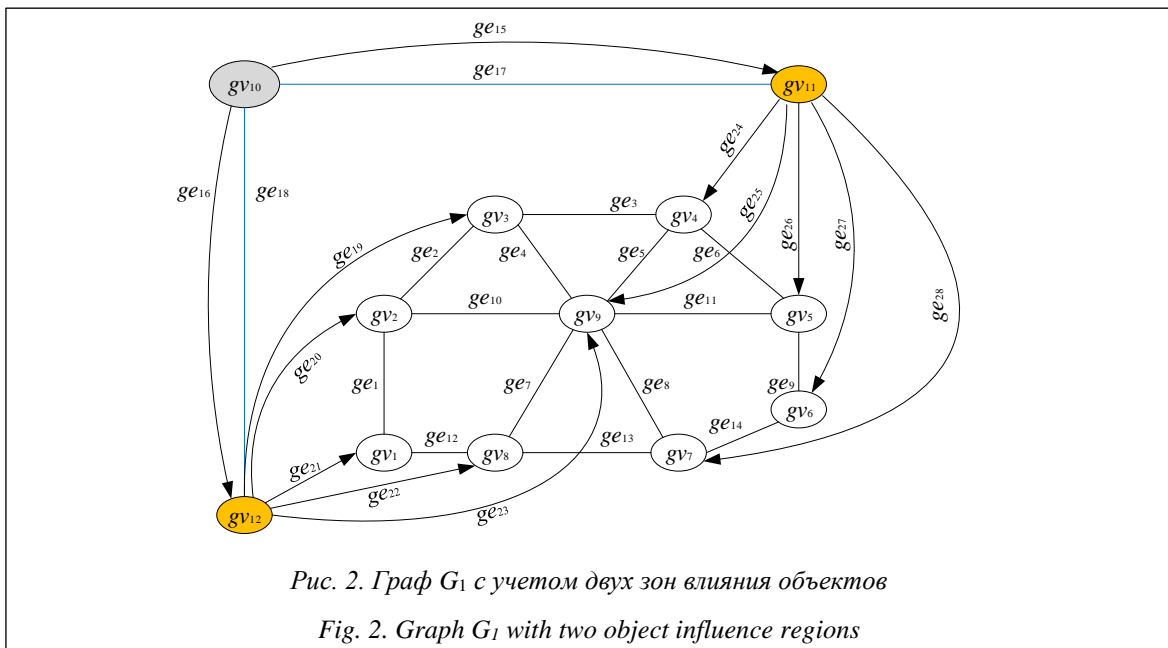 ge15
gv10
ge17
gv11
ge24
ge16
ge18
ge3
ge25
gv3
gv4
ge26
ge27
ge19
ge2
ge4
ge5
ge6
ge28
ge10
ge11
gv2
gv9
gv5
ge20
ge1
ge7
ge8
ge9
gv6
ge12
ge13
ge14
gv1
gv8
gv7
ge21
ge22
gv12
ge23
Рис. 2. Граф G1 с учетом двух зон влияния объектов
Fig. 2. Graph G1 with two object influence regions